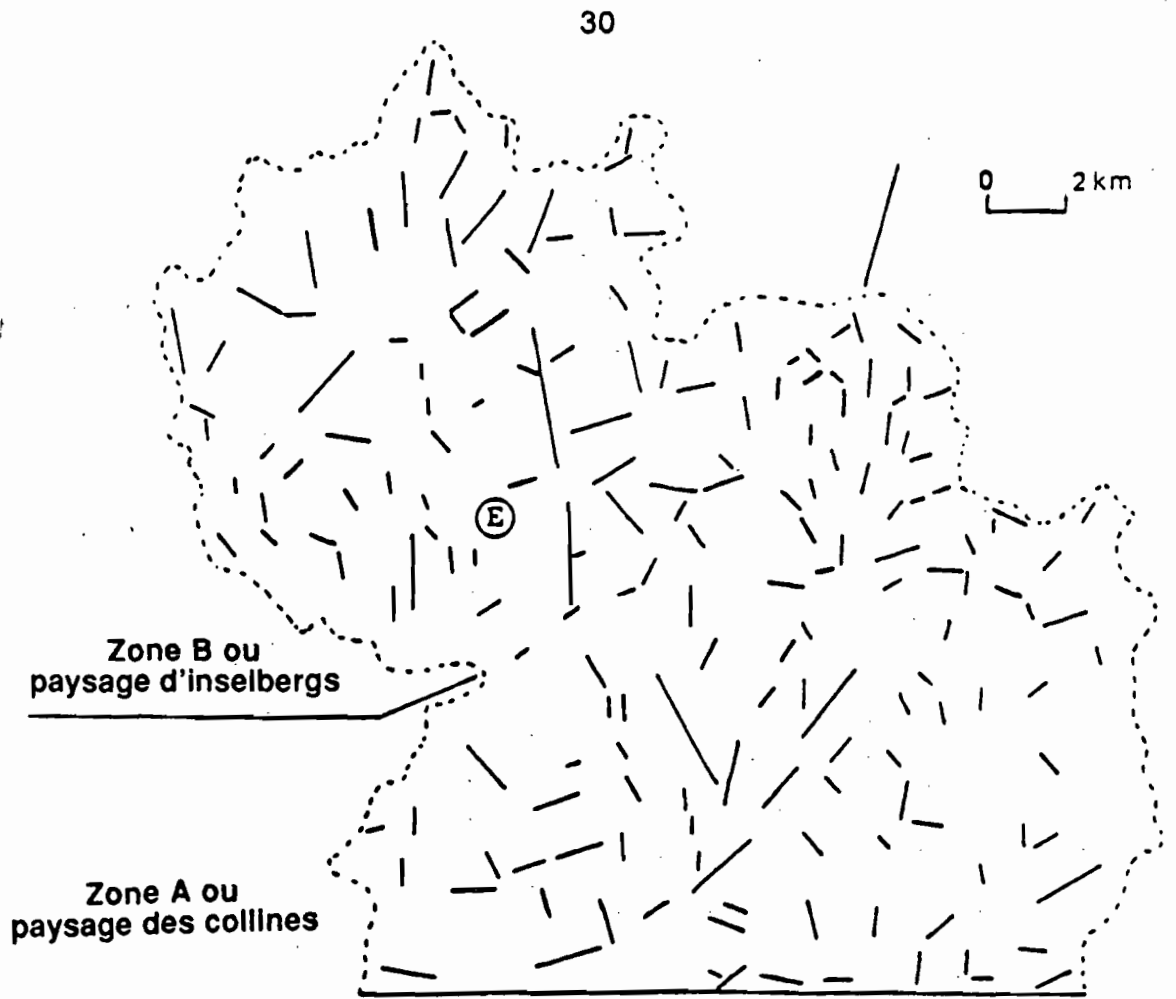 30
0 2 km
E
Zone B ou
paysage d'inselbergs
Zone A ou
paysage des collines